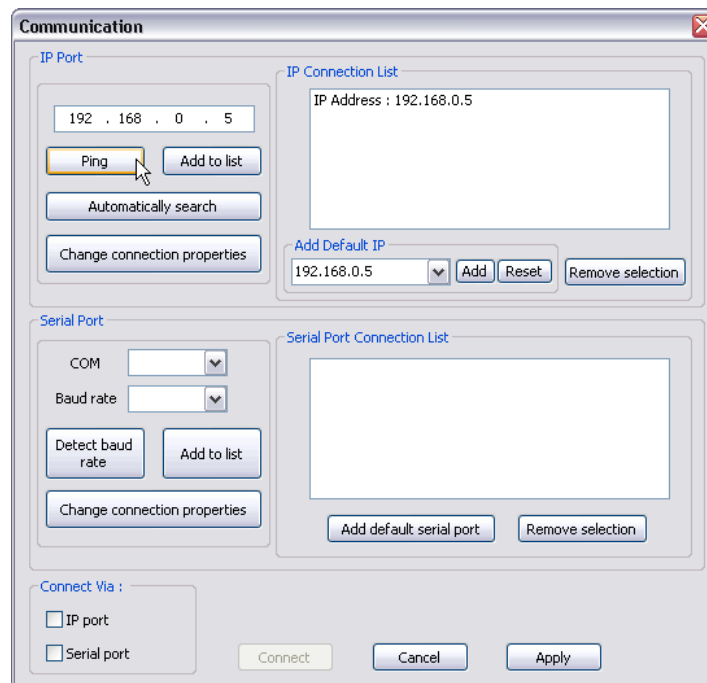 Communication
IP Port
192 . 168 . 0 . 5
Ping
Add to list
Automatically search
Change connection properties
IP Connection List
IP Address : 192.168.0.5
Add Default IP
192.168.0.5
Add
Reset
Remove selection
Serial Port
COM
Baud rate
Detect baud
rate
Add to list
Change connection properties
Serial Port Connection List
Add default serial port
Remove selection
Connect Via :
IP port
Serial port
Connect
Cancel
Apply